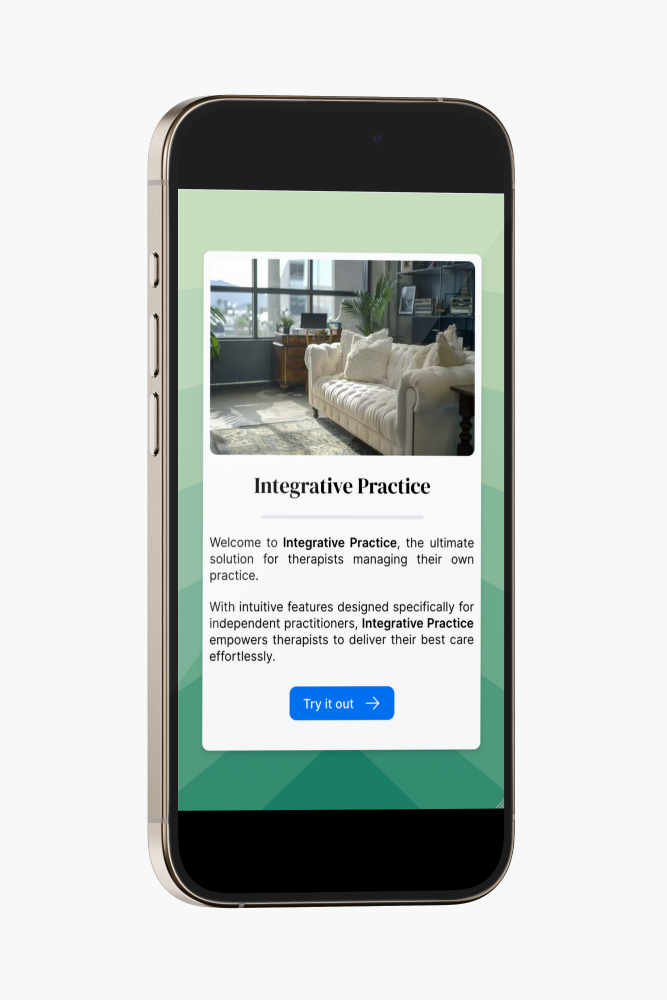 Integrative Practice
Welcome to Integrative Practice, the ultimate
solution for therapists managing their own
practice.
With intuitive features designed specifically for
independent practitioners, Integrative Practice
empowers therapists to deliver their best care
effortlessly.
Try it out